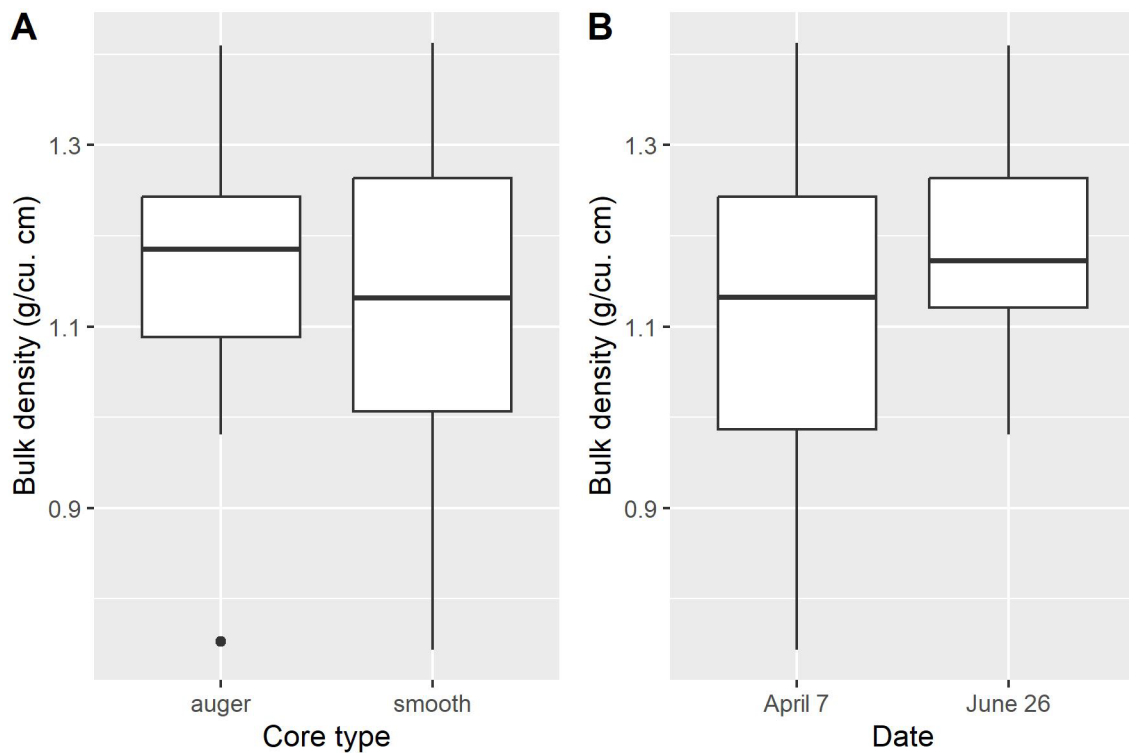 A
Bulk density (g/cu. cm)
1.3
1.1
0.9
auger smooth
Core type
B
Bulk density (g/cu. cm)
1.3
1.1
0.9
April 7 June 26
Date